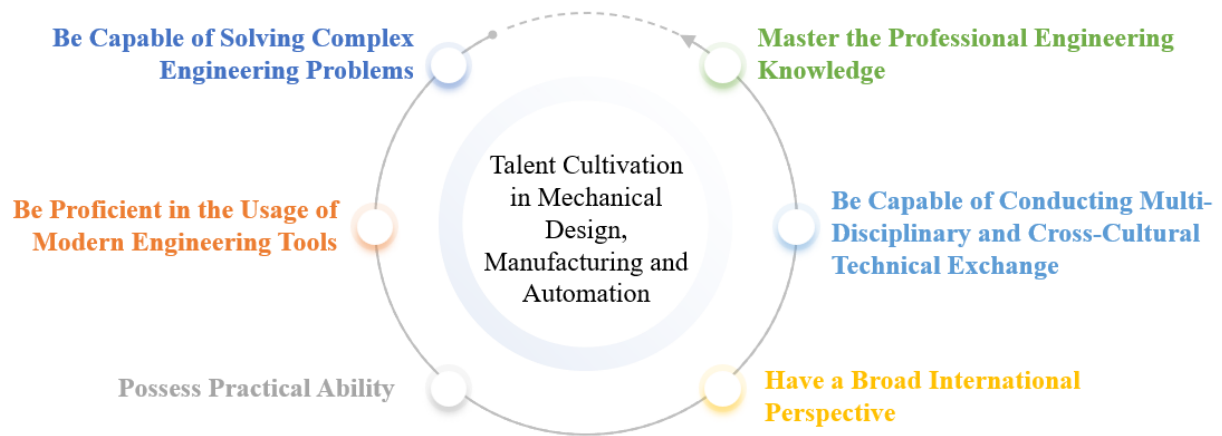 Be Capable of Solving Complex
Engineering Problems
Master the Professional Engineering
Knowledge
Talent Cultivation
in Mechanical
Design,
Manufacturing and
Automation
Be Proficient in the Usage of
Modern Engineering Tools
Be Capable of Conducting Multi-
Disciplinary and Cross-Cultural
Technical Exchange
Possess Practical Ability
Have a Broad International
Perspective